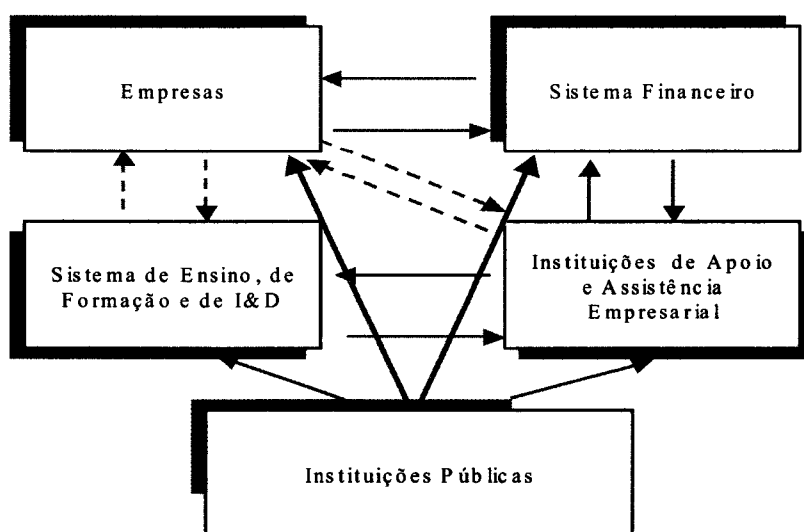 Empresas
Sistema Financeiro
Sistema de Ensino, de
Formação e de I&D
Instituições de Apoio
e Assistência
Empresarial
Instituições Públicas